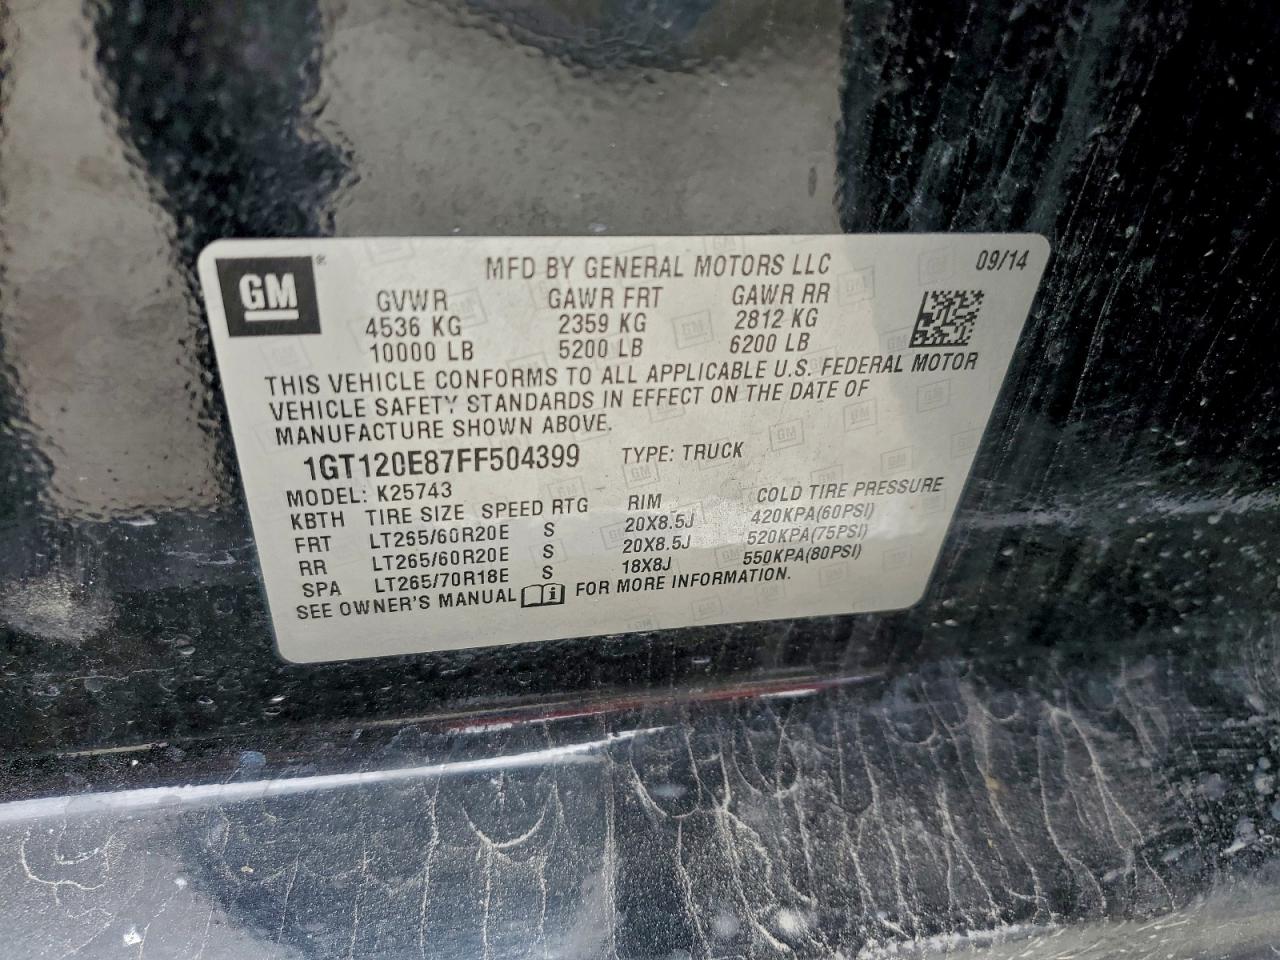 GM® MFD BY GENERAL MOTORS LLC 09/14
GVWR GAWR FRT GAWR RR
4536 KG 2359 KG 2812 KG
10000 LB 5200 LB 6200 LB
THIS VEHICLE CONFORMS TO ALL APPLICABLE U.S. FEDERAL MOTOR
VEHICLE SAFETY STANDARDS IN EFFECT ON THE DATE OF
MANUFACTURE SHOWN ABOVE.
1GT120E87FF504399 TYPE: TRUCK
MODEL: K25743
KBTH TIRE SIZE SPEED RTG RIM COLD TIRE PRESSURE
FRT LT265/60R20E S 20X8.5J 420KPA(60PSI)
RR LT265/60R20E S 20X8.5J 520KPA(75PSI)
SPA LT265/70R18E S 18X8J 550KPA(80PSI)
SEE OWNER'S MANUAL FOR MORE INFORMATION.